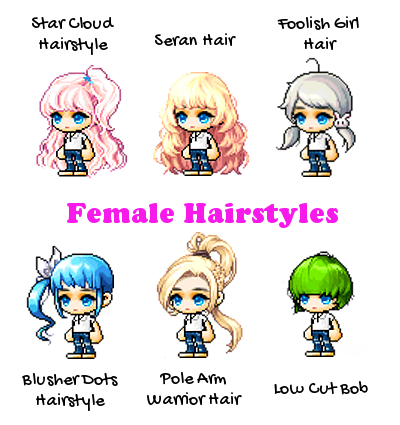 Star Cloud
Hairstyle
Seran Hair
Foolish Girl
Hair
Female Hairstyles
Blusher Dots
Hairstyle
Pole Arm
Warrior Hair
Low Cut Bob